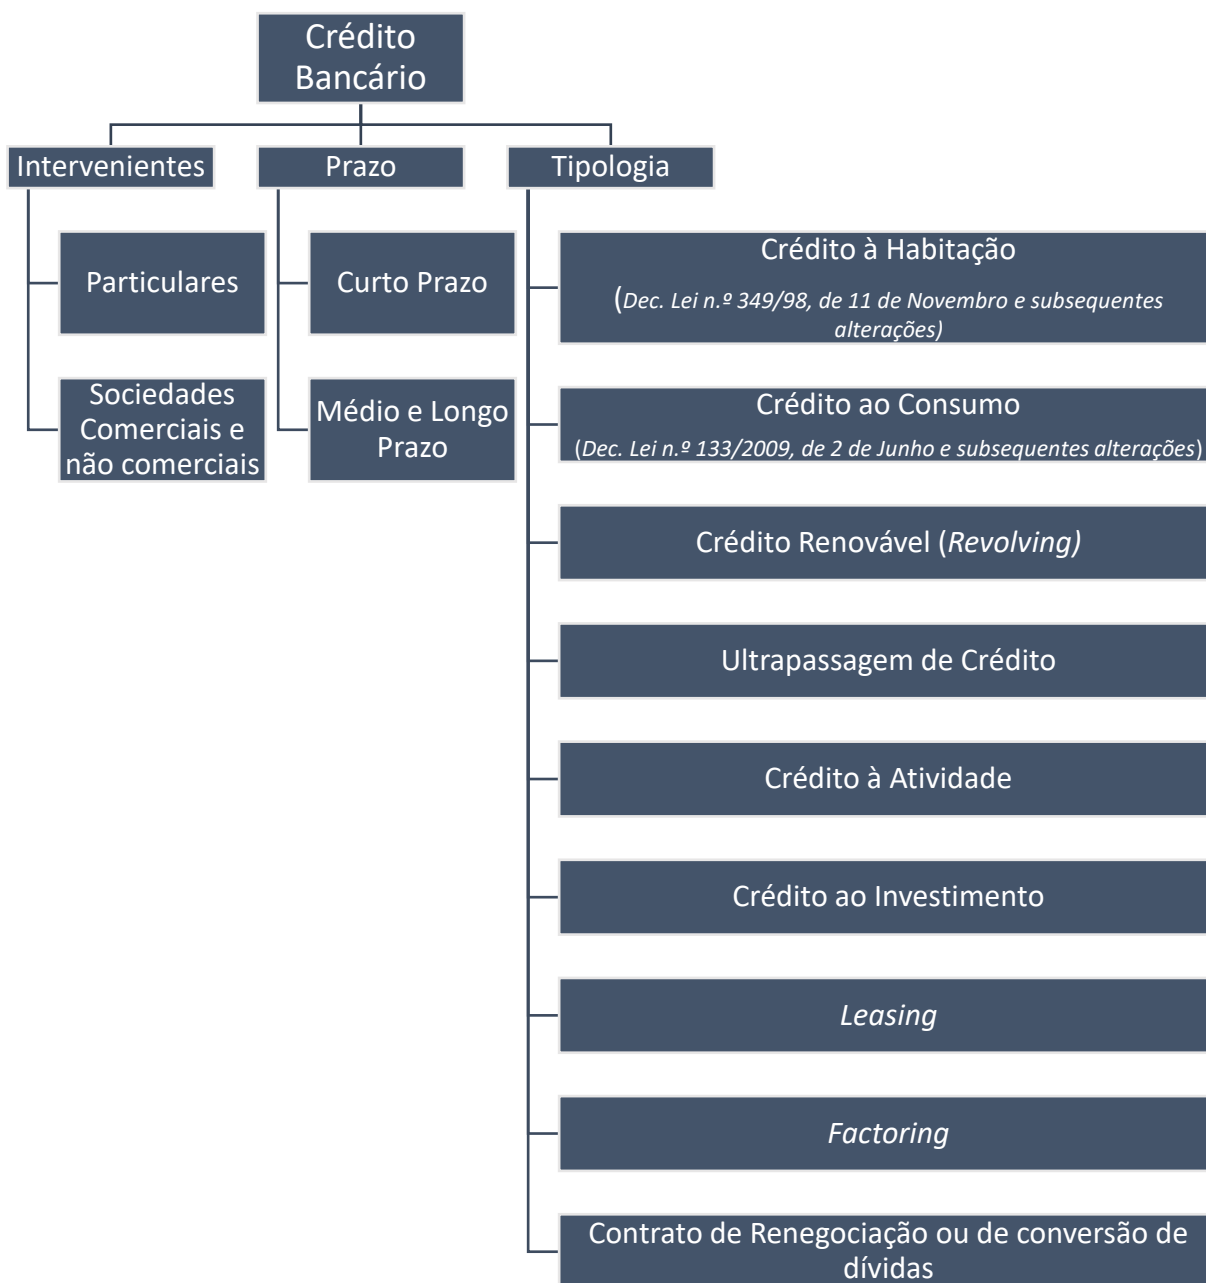 Crédito
Bancário
Intervenientes
Prazo
Tipologia
Particulares
Sociedades
Comerciais e
não comerciais
Curto Prazo
Médio e Longo
Prazo
Crédito à Habitação
(Dec. Lei n.º 349/98, de 11 de Novembro e subsequentes
alterações)
Crédito ao Consumo
(Dec. Lei n.º 133/2009, de 2 de Junho e subsequentes alterações)
Crédito Renovável (Revolving)
Ultrapassagem de Crédito
Crédito à Atividade
Crédito ao Investimento
Leasing
Factoring
Contrato de Renegociação ou de conversão de
dívidas